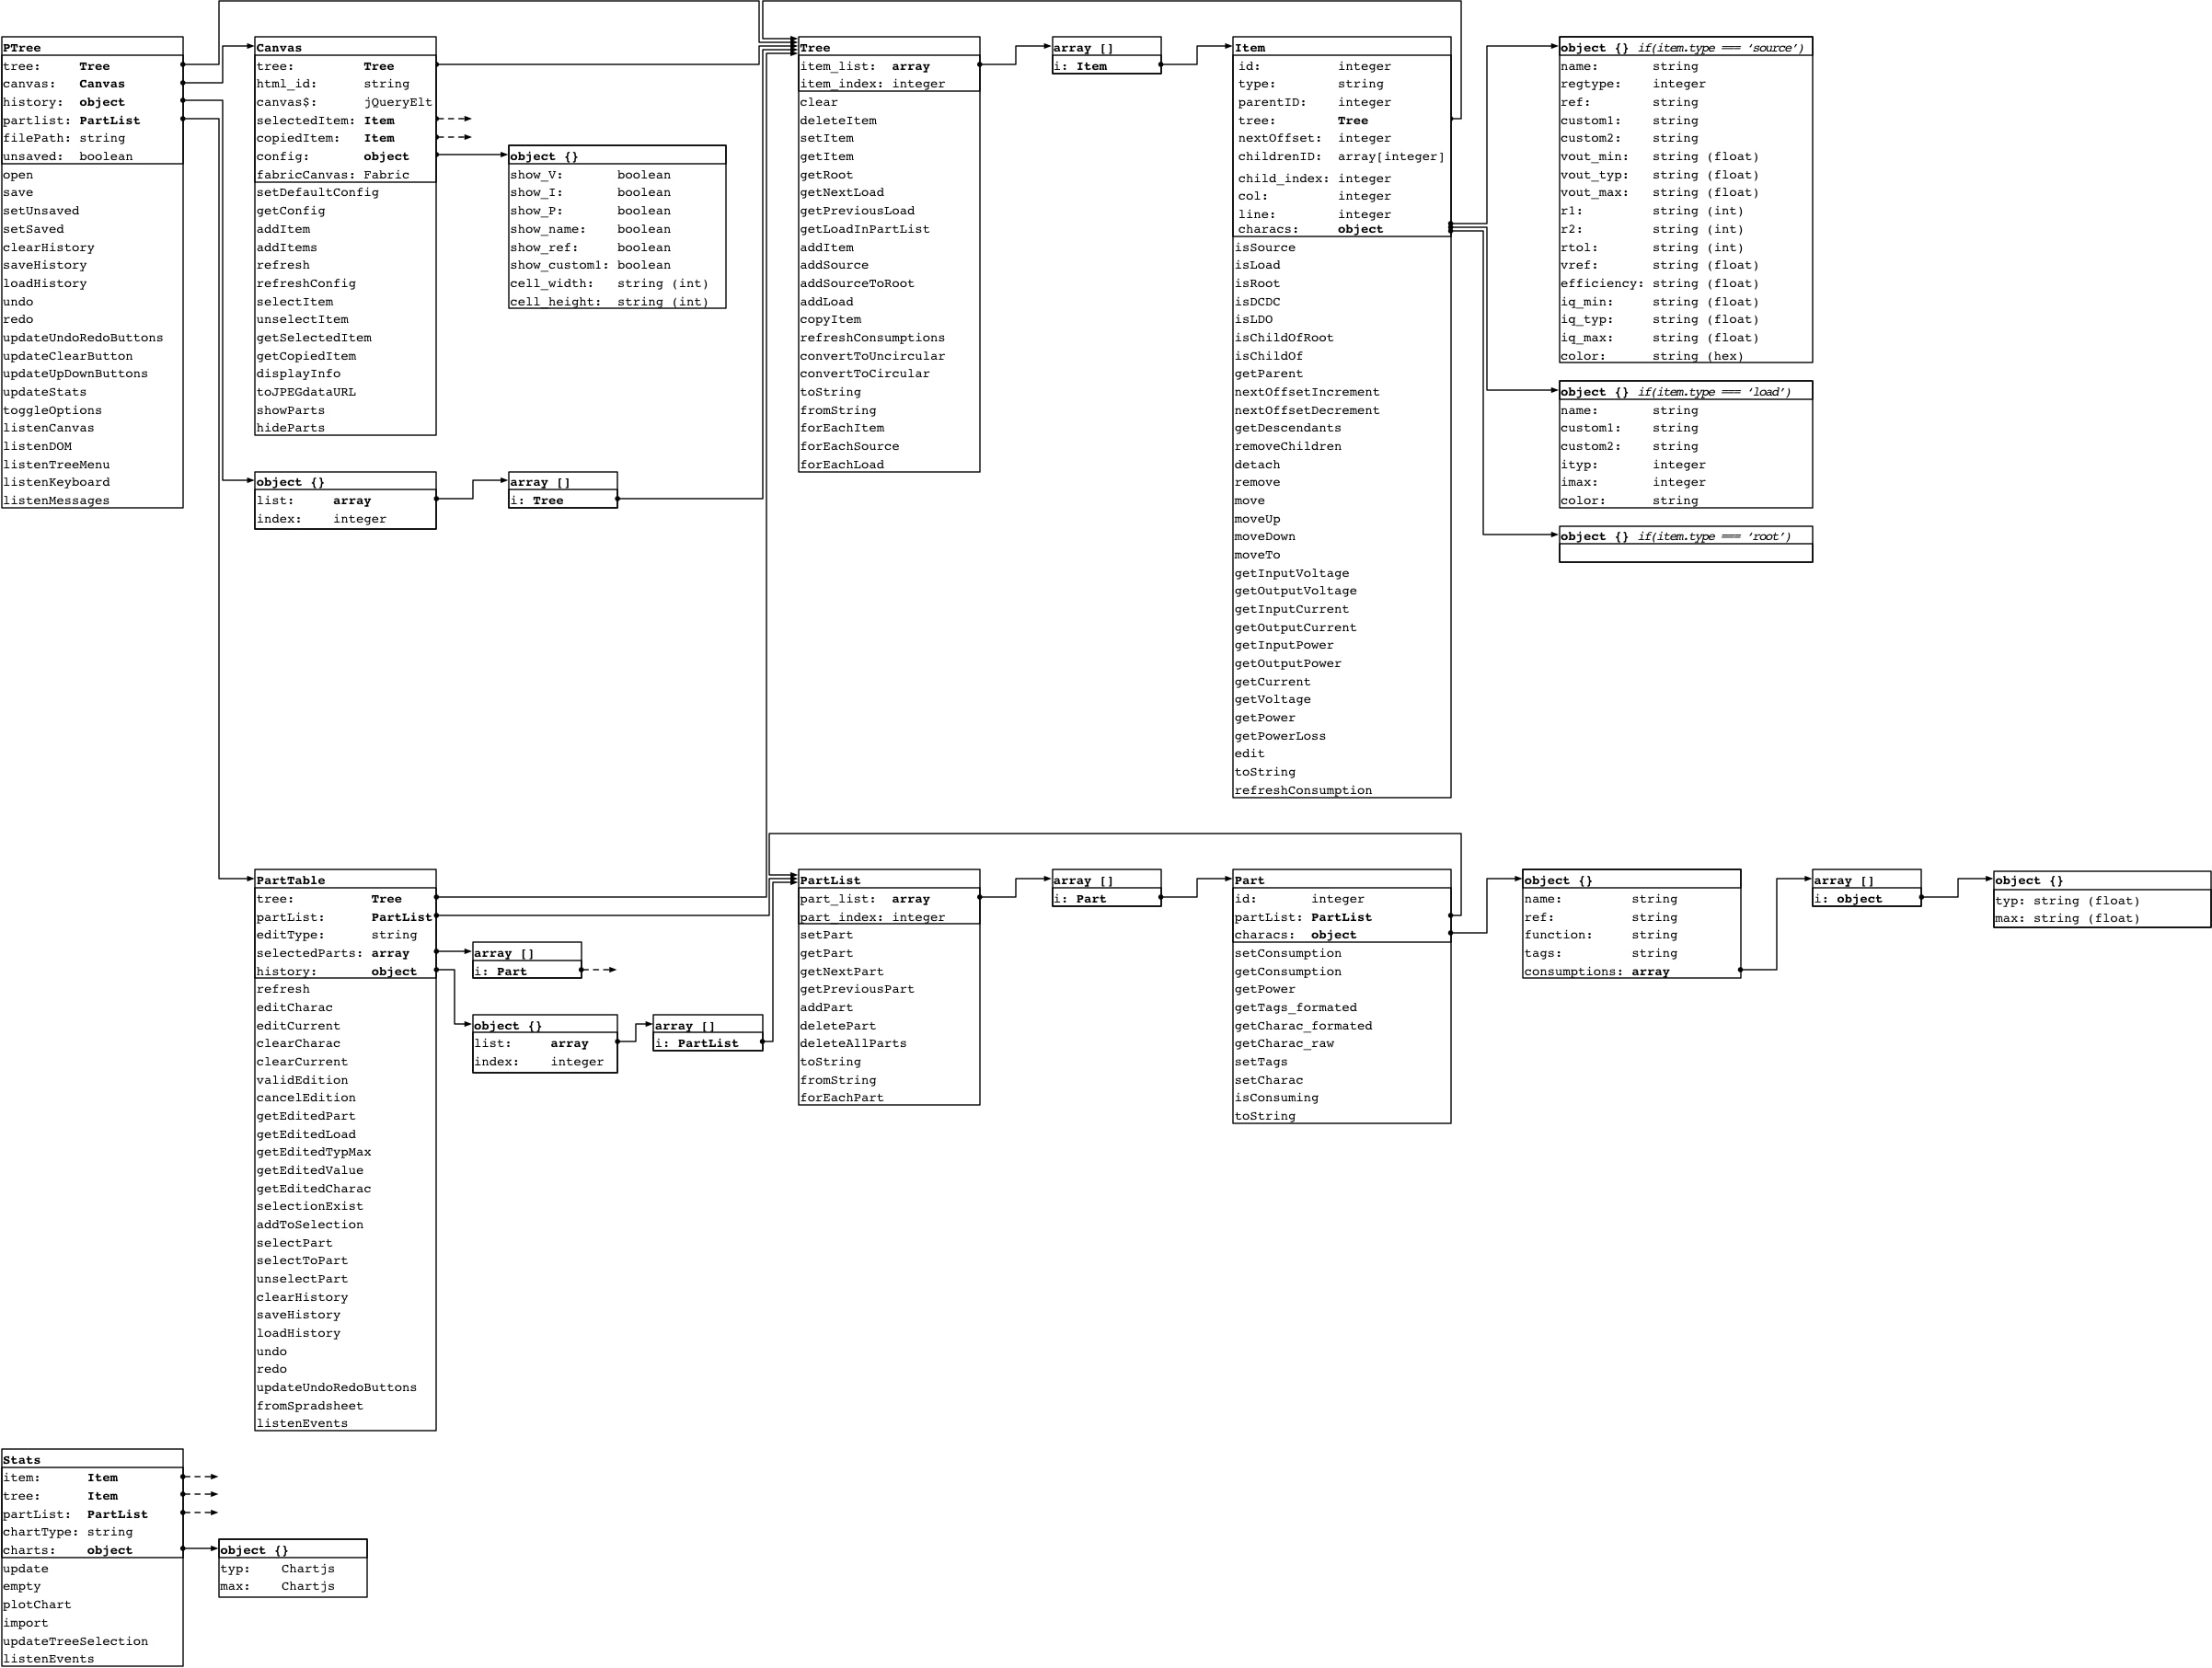 PTree
tree: Tree
canvas: Canvas
history: object
partlist: PartList
filePath: string
unsaved: boolean
open
save
setUnsaved
setSaved
clearHistory
saveHistory
loadHistory
undo
redo
updateUndoRedoButtons
updateClearButton
updateUpDownButtons
updateStats
toggleOptions
listenCanvas
listenDOM
listenTreeMenu
listenKeyboard
listenMessages
Canvas
tree: Tree
html_id: string
canvas$: jQueryElt
selectedItem: Item
copiedItem: Item
config: object
fabricCanvas: Fabric
setDefaultConfig
getConfig
addItem
addItems
refresh
refreshConfig
selectItem
unselectItem
getSelectedItem
getCopiedItem
displayInfo
toJPEGdataURL
showParts
hideParts
object {}
show_V: boolean
show_I: boolean
show_P: boolean
show_name: boolean
show_ref: boolean
show_custom1: boolean
cell_width: string (int)
cell_height: string (int)
object {}
list: array
index: integer
array []
i: Tree
Tree
item_list: array
item_index: integer
clear
deleteItem
setItem
getItem
getRoot
getNextLoad
getPreviousLoad
getLoadInPartList
addItem
addSource
addSourceToRoot
addLoad
copyItem
refreshConsumptions
convertToUncircular
convertToCircular
toString
fromString
forEachItem
forEachSource
forEachLoad
array []
i: Item
Item
id: integer
type: string
parentID: integer
tree: Tree
nextOffset: integer
childrenID: array[integer]
child_index: integer
col: integer
line: integer
characs: object
isSource
isLoad
isRoot
isDCDC
isLDO
isChildOfRoot
isChildOf
getParent
nextOffsetIncrement
nextOffsetDecrement
getDescendants
removeChildren
detach
remove
move
moveUp
moveDown
moveTo
getInputVoltage
getOutputVoltage
getInputCurrent
getOutputCurrent
getInputPower
getOutputPower
getCurrent
getVoltage
getPower
getPowerLoss
edit
toString
refreshConsumption
object {} if(item.type === ‘source’)
name: string
regtype: integer
ref: string
custom1: string
custom2: string
vout_min: string (float)
vout_typ: string (float)
vout_max: string (float)
r1: string (int)
r2: string (int)
rtol: string (int)
vref: string (float)
efficiency: string (float)
iq_min: string (float)
iq_typ: string (float)
iq_max: string (float)
color: string (hex)
object {} if(item.type === ‘load’)
name: string
custom1: string
custom2: string
ityp: integer
imax: integer
color: string
object {} if(item.type === ‘root’)
PartTable
tree: Tree
partList: PartList
editType: string
selectedParts: array
history: object
refresh
editCharac
editCurrent
clearCharac
clearCurrent
validEdition
cancelEdition
getEditedPart
getEditedLoad
getEditedTypMax
getEditedValue
getEditedCharac
selectionExist
addToSelection
selectPart
selectToPart
unselectPart
clearHistory
saveHistory
loadHistory
undo
redo
updateUndoRedoButtons
fromSpradsheet
listenEvents
array []
i: Part
object {}
list: array
index: integer
array []
i: PartList
PartList
part_list: array
part_index: integer
setPart
getPart
getNextPart
getPreviousPart
addPart
deletePart
deleteAllParts
toString
fromString
forEachPart
array []
i: Part
Part
id: integer
partList: PartList
characs: object
setConsumption
getConsumption
getPower
getTags_formated
getCharac_formated
getCharac_raw
setTags
setCharac
isConsuming
toString
object {}
name: string
ref: string
function: string
tags: string
consumptions: array
array []
i: object
object {}
typ: string (float)
max: string (float)
Stats
item: Item
tree: Item
partList: PartList
chartType: string
charts: object
update
empty
plotChart
import
updateTreeSelection
listenEvents
object {}
typ: Chartjs
max: Chartjs